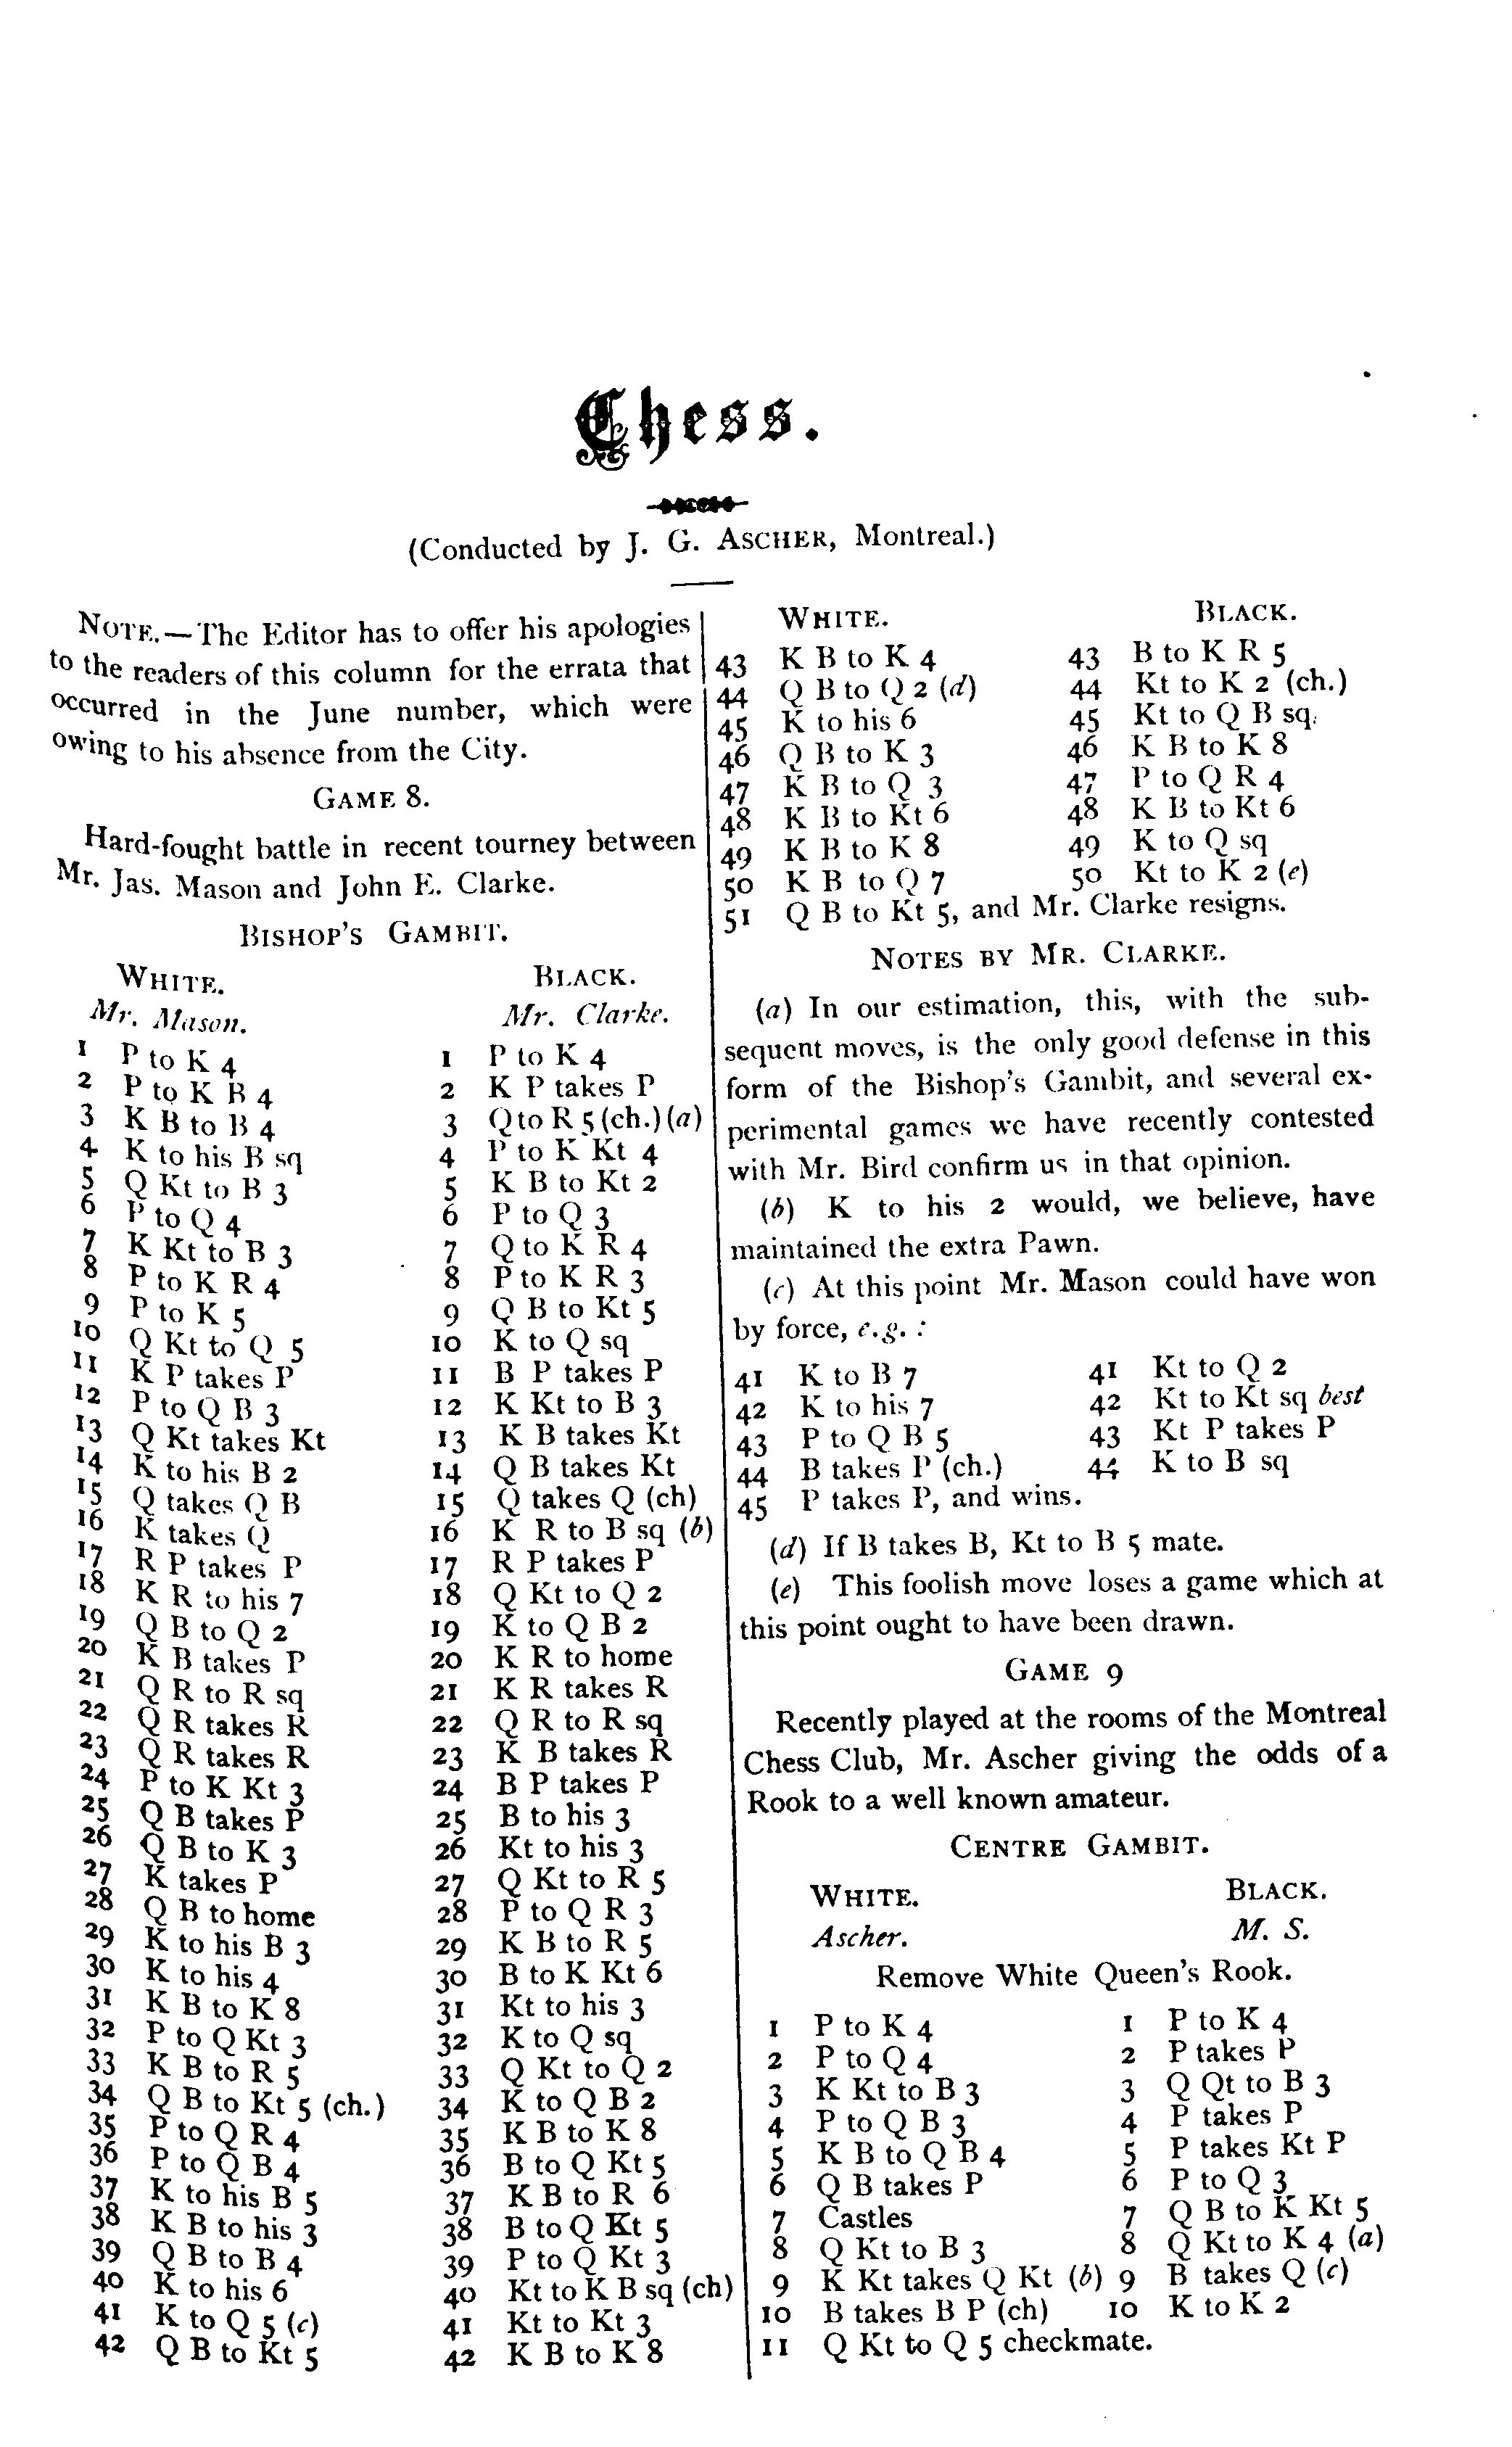 Chess.
(Conducted by J. G. ASCHER, Montreal.)
NOTE.—The Editor has to offer his apologies
to the readers of this column for the errata that
occurred in the June number, which were
owing to his absence from the City.
GAME 8.
Hard-fought battle in recent tourney between
Mr. Jas. Mason and John E. Clarke.
BISHOP'S GAMBIT.
WHITE. BLACK.
Mr. Mason. Mr. Clarke.
1 P to K 4 1 P to K 4
2 P to K B 4 2 K P takes P
3 K B to B 4 3 Q to R 5 (ch.) (a)
4 K to his B sq 4 P to K Kt 4
5 Q Kt to B 3 5 K B to Kt 2
6 P to Q 4 6 P to Q 3
7 K Kt to B 3 7 Q to K R 4
8 P to K R 4 8 P to K R 3
9 P to K 5 9 Q B to Kt 5
10 Q Kt to Q 5 10 K to Q sq
11 K P takes P 11 B P takes P
12 P to Q B 3 12 K Kt to B 3
13 Q Kt takes Kt 13 K B takes Kt
14 K to his B 2 14 Q B takes Kt
15 Q takes Q B 15 Q takes Q (ch)
16 K takes Q 16 K R to B sq (b)
17 R P takes P 17 R P takes P
18 K R to his 7 18 Q Kt to Q 2
19 Q B to Q 2 19 K to Q B 2
20 K B takes P 20 K R to home
21 Q R to R sq 21 K R takes R
22 Q R takes R 22 Q R to R sq
23 Q R takes R 23 K B takes R
24 P to K Kt 3 24 B P takes P
25 Q B takes P 25 B to his 3
26 Q B to K 3 26 Kt to his 3
27 K takes P 27 Q Kt to R 5
28 Q B to home 28 P to Q R 3
29 K to his B 3 29 K B to R 5
30 K to his 4 30 B to K Kt 6
31 K B to K 8 31 Kt to his 3
32 P to Q Kt 3 32 K to Q sq
33 K B to R 5 33 Q Kt to Q 2
34 Q B to Kt 5 (ch.) 34 K to Q B 2
35 P to Q R 4 35 K B to K 8
36 P to Q B 4 36 B to Q Kt 5
37 K to his B 5 37 K B to R 6
38 K B to his 3 38 B to Q Kt 5
39 Q B to B 4 39 P to Q Kt 3
40 K to his 6 40 Kt to K B sq (ch)
41 K to Q 5 (c) 41 Kt to Kt 3
42 Q B to Kt 5 42 K B to K 8
WHITE. BLACK.
43 K B to K 4 43 B to K R 5
44 Q B to Q 2 (d) 44 Kt to K 2 (ch.)
45 K to his 6 45 Kt to Q B sq.
46 Q B to K 3 46 K B to K 8
47 K B to Q 3 47 P to Q R 4
48 K B to Kt 6 48 K B to Kt 6
49 K B to K 8 49 K to Q sq
50 K B to Q 7 50 Kt to K 2 (e)
51 Q B to Kt 5, and Mr. Clarke resigns.
NOTES BY MR. CLARKE.
(a) In our estimation, this, with the sub-
sequent moves, is the only good defense in this
form of the Bishop's Gambit, and several ex-
perimental games we have recently contested
with Mr. Bird confirm us in that opinion.
(b) K to his 2 would, we believe, have
maintained the extra Pawn.
(c) At this point Mr. Mason could have won
by force, e.g. :
41 K to B 7 41 Kt to Q 2
42 K to his 7 42 Kt to Kt sq best
43 P to Q B 5 43 Kt P takes P
44 B takes P (ch.) 44 K to B sq
45 P takes P, and wins.
(d) If B takes B, Kt to B 5 mate.
(e) This foolish move loses a game which at
this point ought to have been drawn.
GAME 9
Recently played at the rooms of the Montreal
Chess Club, Mr. Ascher giving the odds of a
Rook to a well known amateur.
CENTRE GAMBIT.
WHITE. BLACK.
Ascher. M. S.
Remove White Queen's Rook.
1 P to K 4 1 P to K 4
2 P to Q 4 2 P takes P
3 K Kt to B 3 3 Q Qt to B 3
4 P to Q B 3 4 P takes P
5 K B to Q B 4 5 P takes Kt P
6 Q B takes P 6 P to Q 3
7 Castles 7 Q B to K Kt 5
8 Q Kt to B 3 8 Q Kt to K 4 (a)
9 K Kt takes Q Kt (b) 9 B takes Q (c)
10 B takes B P (ch) 10 K to K 2
11 Q Kt to Q 5 checkmate.